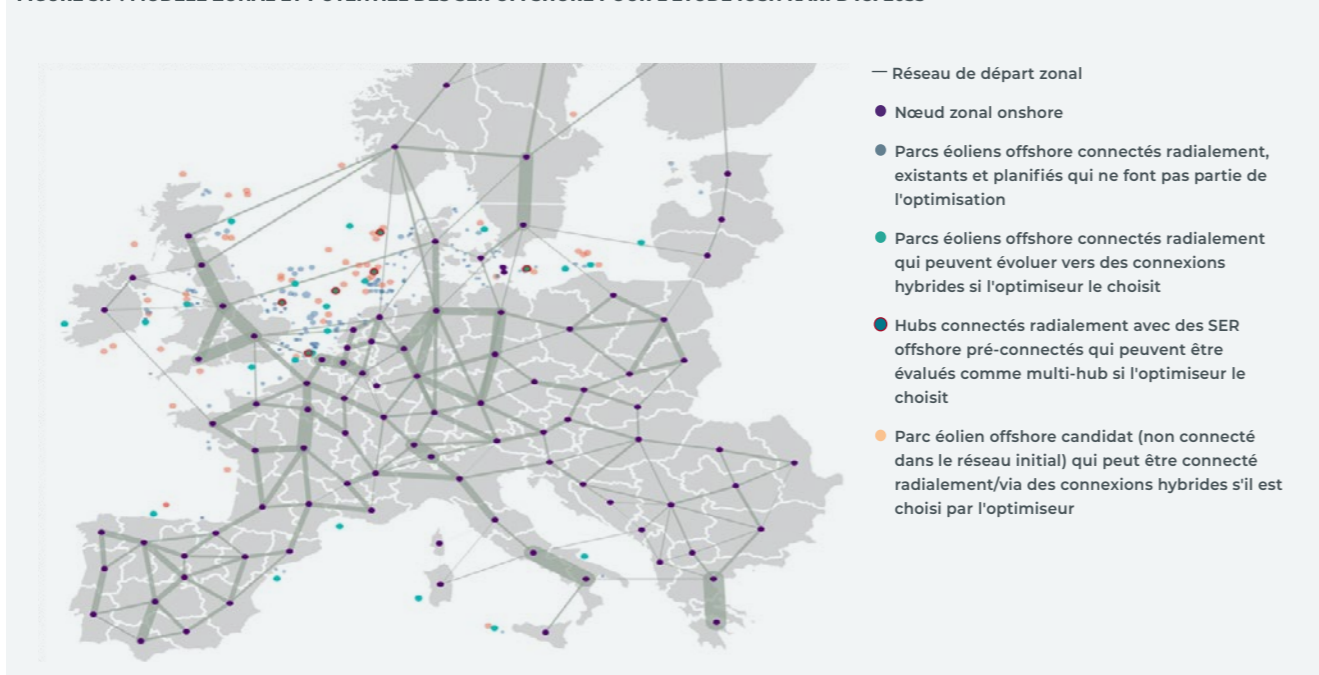 Réseau de départ zonal
Nœud zonal onshore
Parcs éoliens offshore connectés radialement,
existants et planifiés qui ne font pas partie de
l'optimisation
Parcs éoliens offshore connectés radialement
qui peuvent évoluer vers des connexions
hybrides si l'optimiseur le choisit
Hubs connectés radialement avec des SER
offshore pré-connectés qui peuvent être
évalués comme multi-hub si l'optimiseur le
choisit
Parc éolien offshore candidat (non connecté
dans le réseau initial) qui peut être connecté
radialement/via des connexions hybrides s'il est
choisi par l'optimiseur